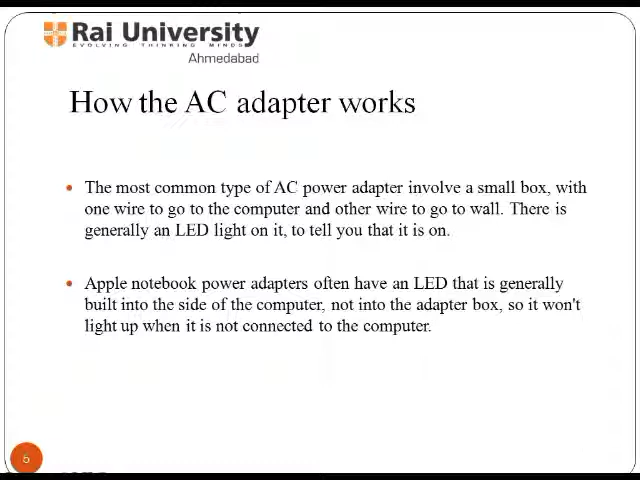 Rai University
EVOLVING THINKING MINDS
Ahmedabad
How the AC adapter works
The most common type of AC power adapter involve a small box, with
one wire to go to the computer and other wire to go to wall. There is
generally an LED light on it, to tell you that it is on.
Apple notebook power adapters often have an LED that is generally
built into the side of the computer, not into the adapter box, so it won't
light up when it is not connected to the computer.
6